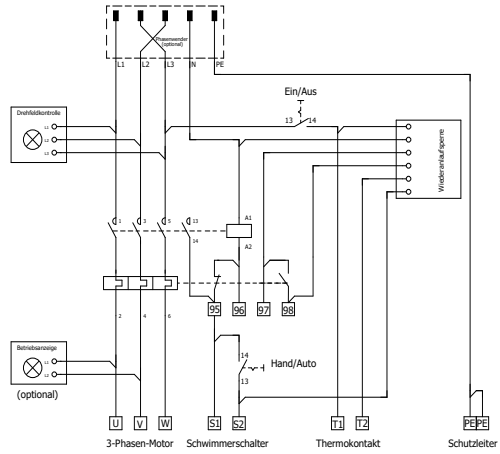 Phasenwender
(optional)
L1 L2 L3 N PE
Ein/Aus
13 14
Drehfeldkontrolle
L1
L2
L3
Wiederanlaufsperre
1 3 5 13
14
A1
A2
95 96 97 98
2 4 6
Betriebsanzeige
L1
L2
(optional)
14
13
Hand/Auto
U V W S1 S2 T1 T2 PE PE
3-Phasen-Motor Schwimmerschalter Thermokontakt Schutzleiter